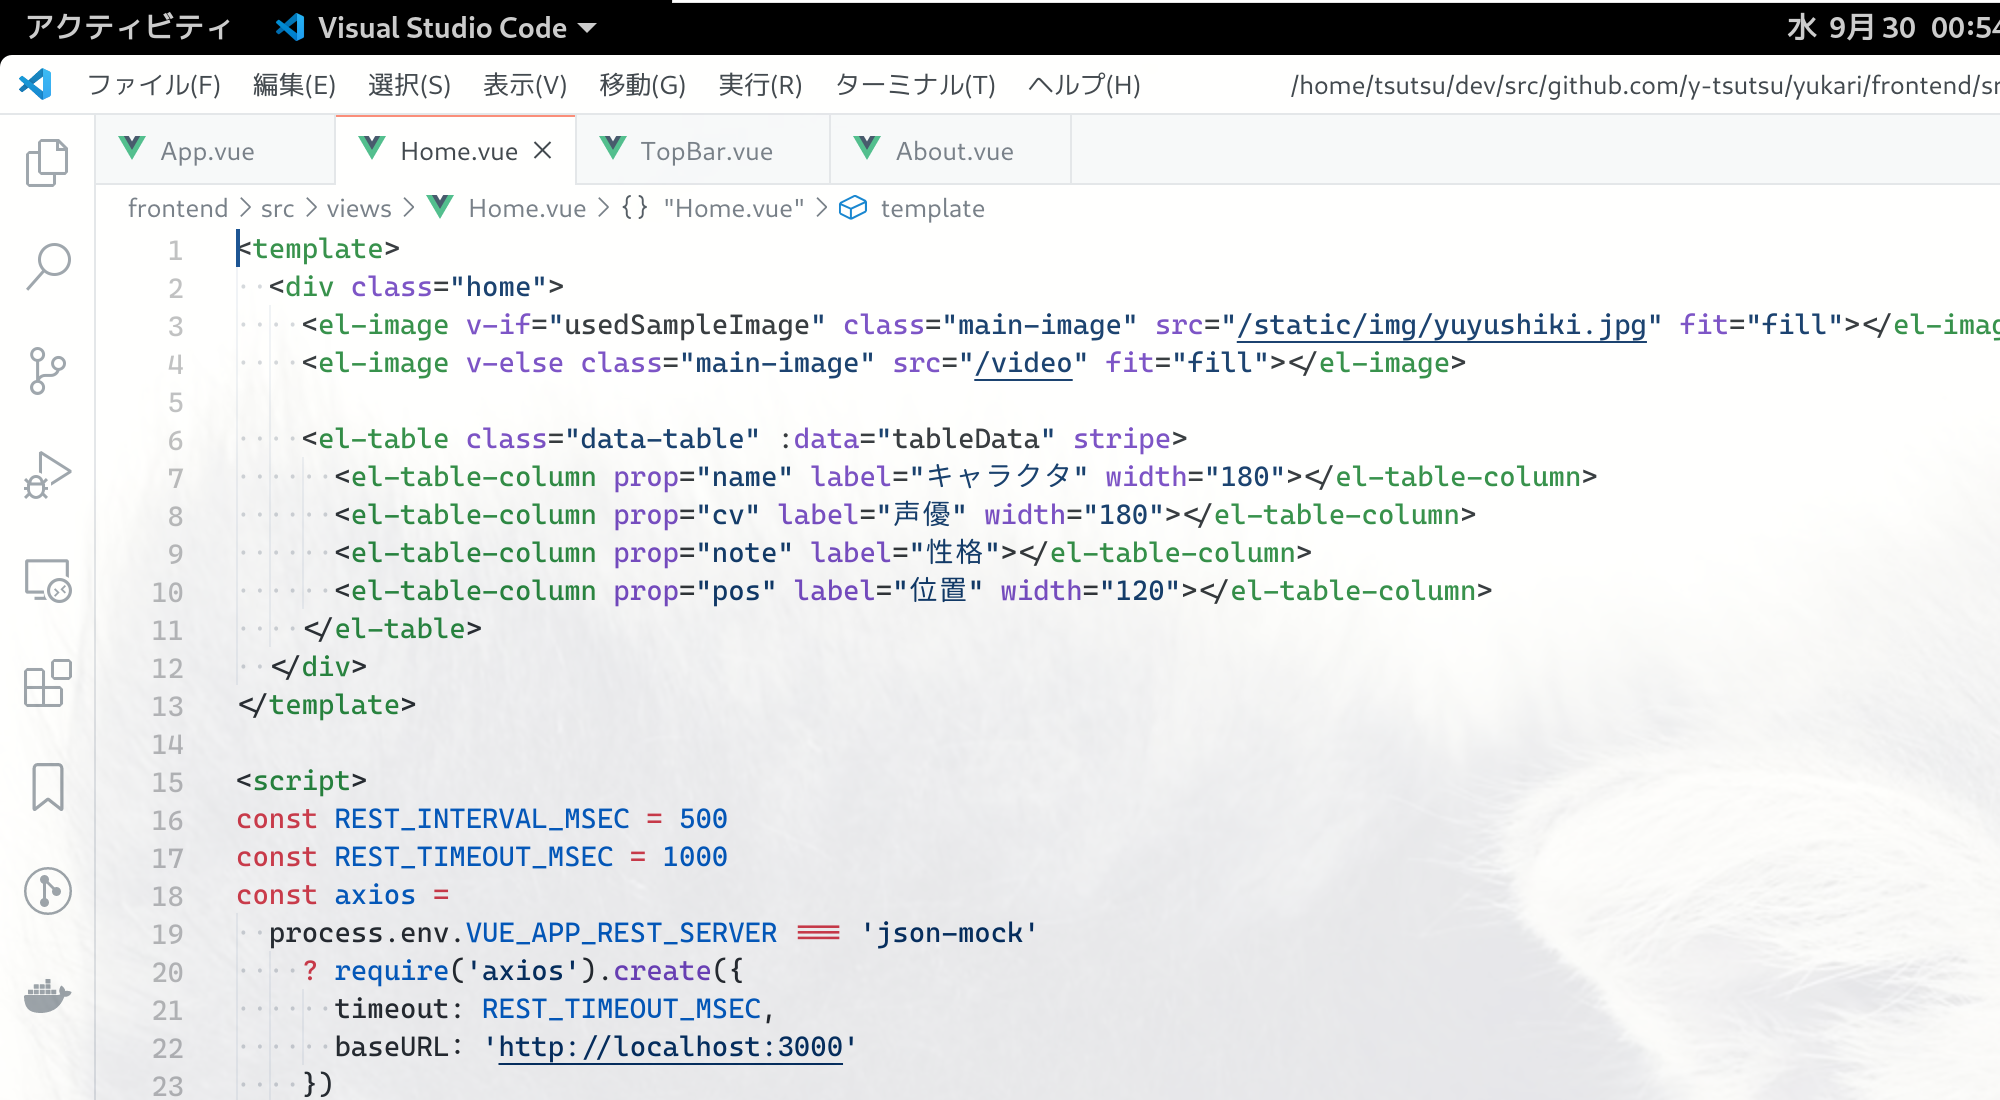 アクティビティ Visual Studio Code 水 9月 30 00:54
ファイル(F) 編集(E) 選択(S) 表示(V) 移動(G) 実行(R) ターミナル(T) ヘルプ(H) /home/tsutsu/dev/src/github.com/y-tsutsu/yukari/frontend/sr
App.vue Home.vue TopBar.vue About.vue
frontend > src > views > Home.vue > {} "Home.vue" > template
1 <template>
2 <div class="home">
3 <el-image v-if="usedSampleImage" class="main-image" src="/static/img/yuyushiki.jpg" fit="fill"></el-imag
4 <el-image v-else class="main-image" src="/video" fit="fill"></el-image>
5
6 <el-table class="data-table" :data="tableData" stripe>
7 <el-table-column prop="name" label="キャラクタ" width="180"></el-table-column>
8 <el-table-column prop="cv" label="声優" width="180"></el-table-column>
9 <el-table-column prop="note" label="性格"></el-table-column>
10 <el-table-column prop="pos" label="位置" width="120"></el-table-column>
11 </el-table>
12 </div>
13 </template>
14
15 <script>
16 const REST_INTERVAL_MSEC = 500
17 const REST_TIMEOUT_MSEC = 1000
18 const axios =
19 process.env.VUE_APP_REST_SERVER === 'json-mock'
20 ? require('axios').create({
21 timeout: REST_TIMEOUT_MSEC,
22 baseURL: 'http://localhost:3000'
23 })